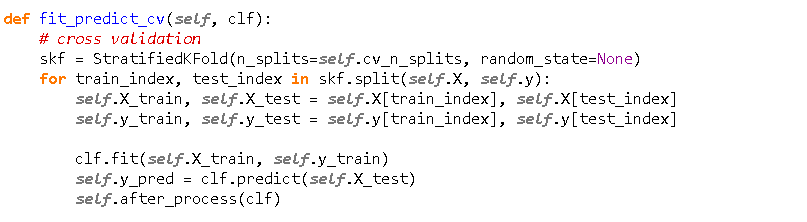 def fit_predict_cv(self, clf):
# cross validation
skf = StratifiedKFold(n_splits=self.cv_n_splits, random_state=None)
for train_index, test_index in skf.split(self.X, self.y):
self.X_train, self.X_test = self.X[train_index], self.X[test_index]
self.y_train, self.y_test = self.y[train_index], self.y[test_index]
clf.fit(self.X_train, self.y_train)
self.y_pred = clf.predict(self.X_test)
self.after_process(clf)